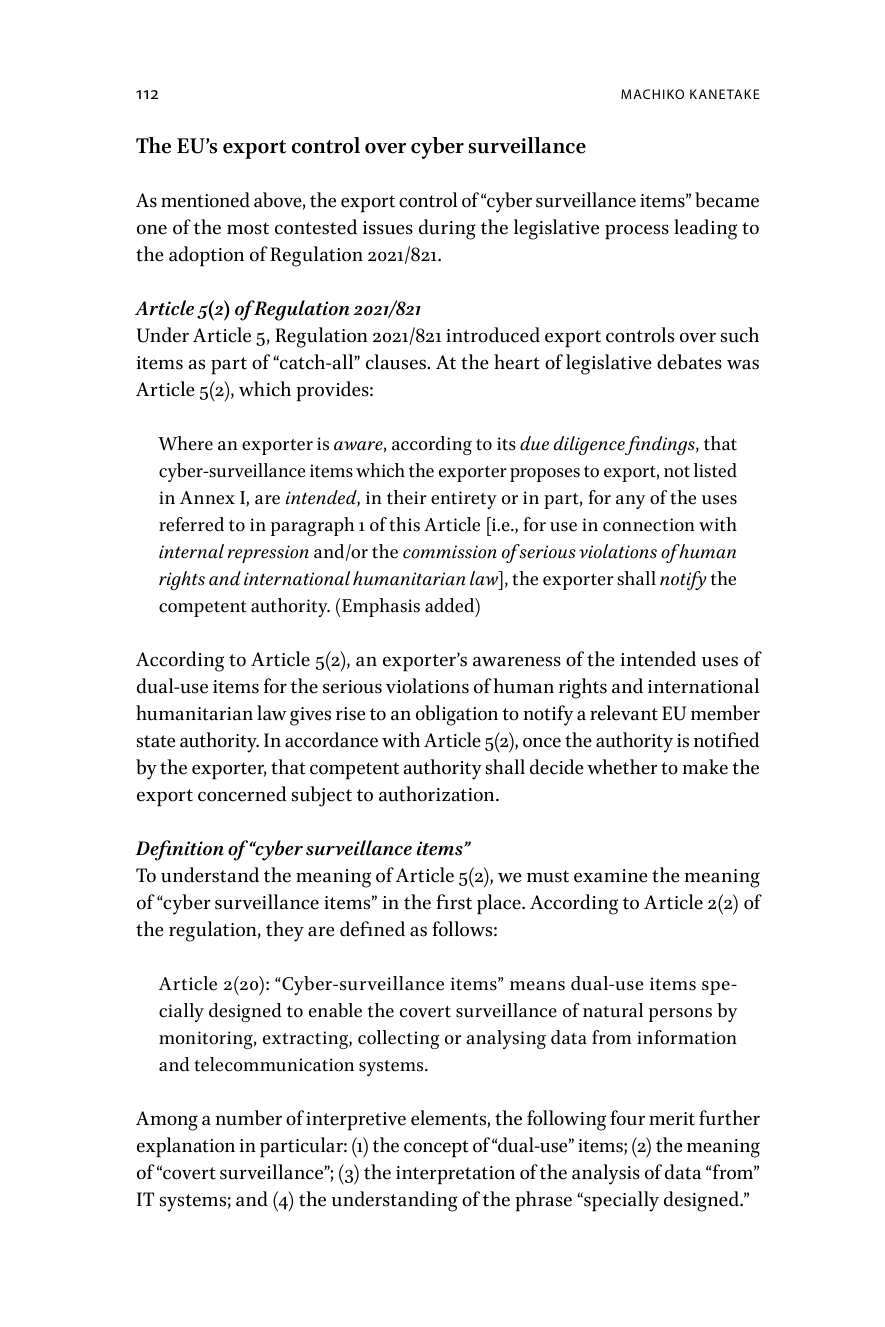 112
MACHIKO KANETAKE
The EU’s export control over cyber surveillance
As mentioned above, the export control of “cyber surveillance items” became
one of the most contested issues during the legislative process leading to
the adoption of Regulation 2021/821.
Article 5(2) of Regulation 2021/821
Under Article 5, Regulation 2021/821 introduced export controls over such
items as part of “catch-all” clauses. At the heart of legislative debates was
Article 5(2), which provides:
Where an exporter is aware, according to its due diligence findings, that
cyber-surveillance items which the exporter proposes to export, not listed
in Annex I, are intended, in their entirety or in part, for any of the uses
referred to in paragraph 1 of this Article [i.e., for use in connection with
internal repression and/or the commission of serious violations of human
rights and international humanitarian law], the exporter shall notify the
competent authority. (Emphasis added)
According to Article 5(2), an exporter’s awareness of the intended uses of
dual-use items for the serious violations of human rights and international
humanitarian law gives rise to an obligation to notify a relevant EU member
state authority. In accordance with Article 5(2), once the authority is notified
by the exporter, that competent authority shall decide whether to make the
export concerned subject to authorization.
Definition of “cyber surveillance items”
To understand the meaning of Article 5(2), we must examine the meaning
of “cyber surveillance items” in the first place. According to Article 2(2) of
the regulation, they are defined as follows:
Article 2(20): “Cyber-surveillance items” means dual-use items spe-
cially designed to enable the covert surveillance of natural persons by
monitoring, extracting, collecting or analysing data from information
and telecommunication systems.
Among a number of interpretive elements, the following four merit further
explanation in particular: (1) the concept of “dual-use” items; (2) the meaning
of “covert surveillance”; (3) the interpretation of the analysis of data “from”
IT systems; and (4) the understanding of the phrase “specially designed.”